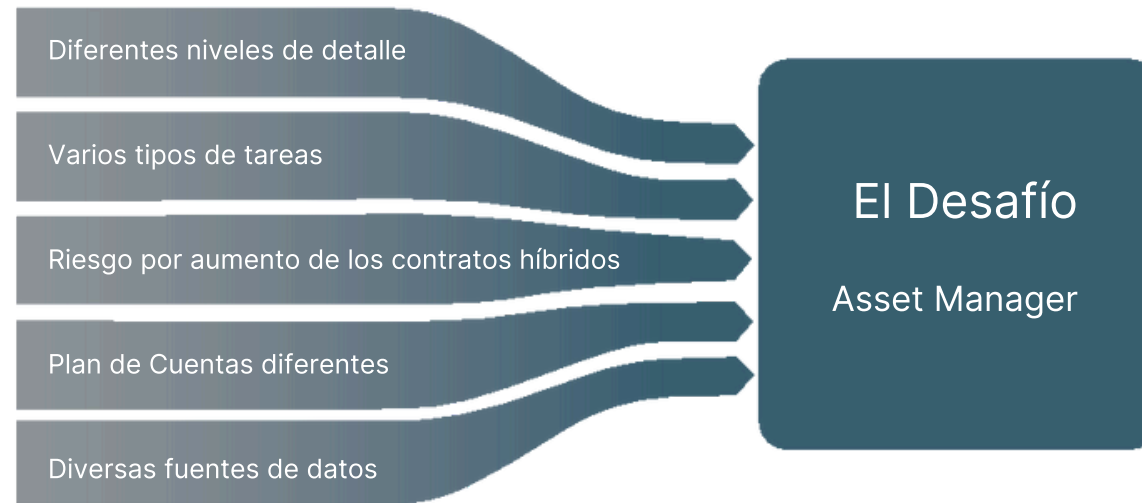 Diferentes niveles de detalle
Varios tipos de tareas
Riesgo por aumento de los contratos híbridos
Plan de Cuentas diferentes
Diversas fuentes de datos
El Desafío
Asset Manager